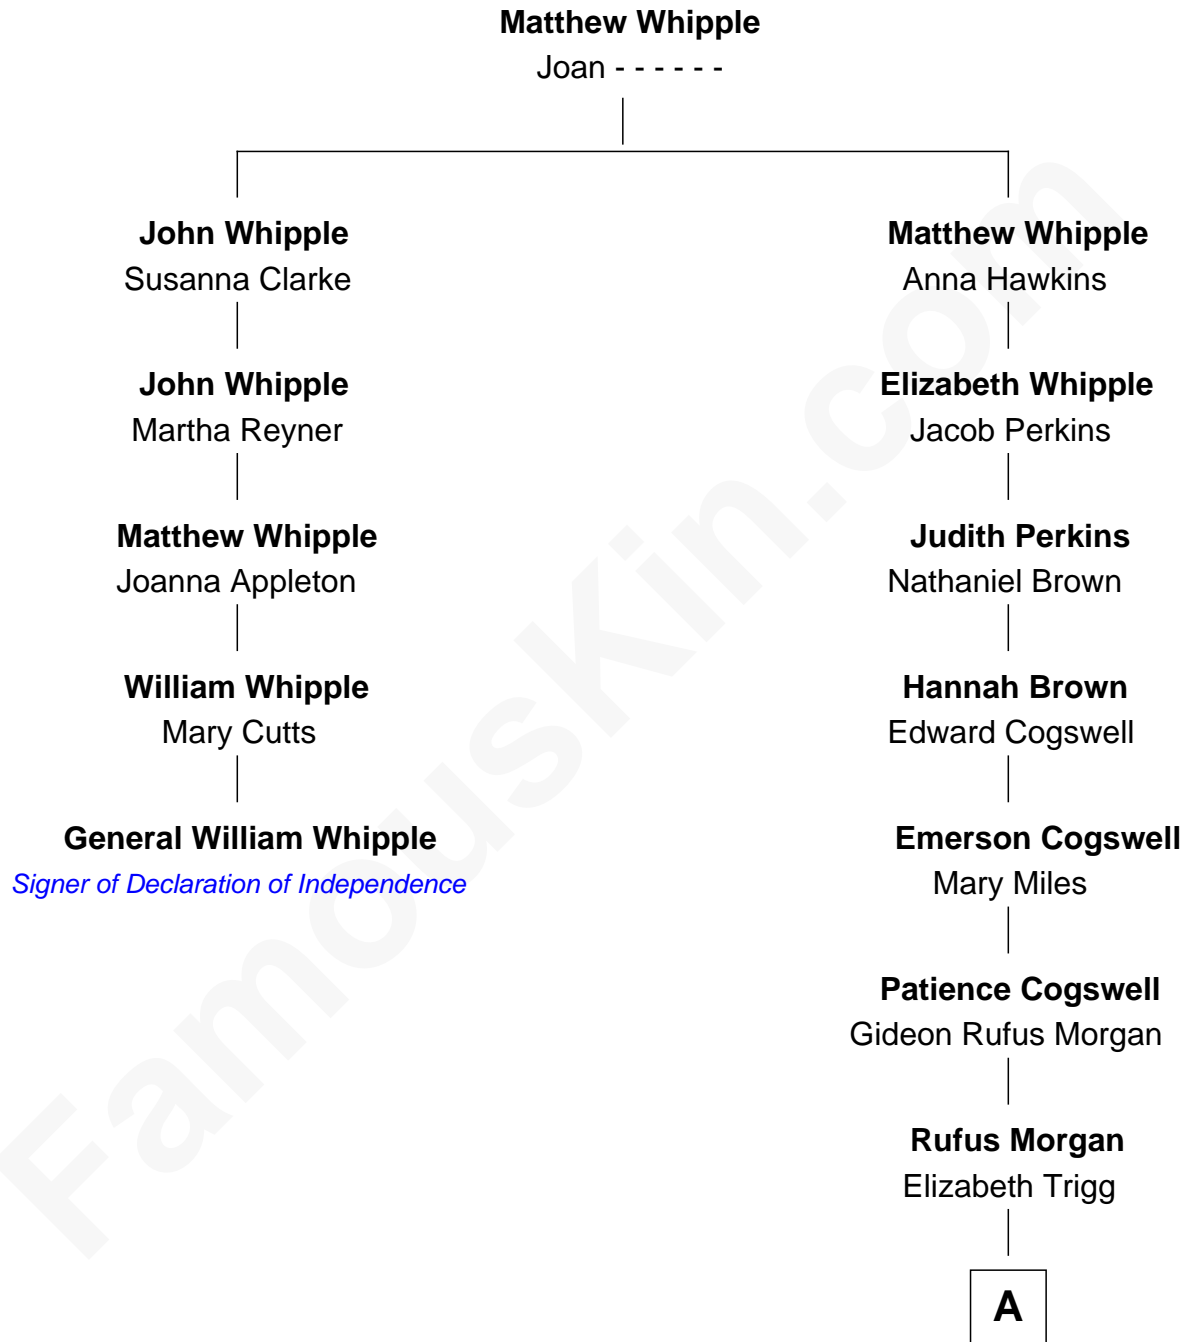 Matthew Whipple
Joan - - - - - -
John Whipple
Susanna Clarke
Matthew Whipple
Anna Hawkins
John Whipple
Martha Reyner
Elizabeth Whipple
Jacob Perkins
Matthew Whipple
Joanna Appleton
Judith Perkins
Nathaniel Brown
William Whipple
Mary Cutts
Hannah Brown
Edward Cogswell
General William Whipple
Signer of Declaration of Independence
Emerson Cogswell
Mary Miles
Patience Cogswell
Gideon Rufus Morgan
Rufus Morgan
Elizabeth Trigg
A
FamousKin.com